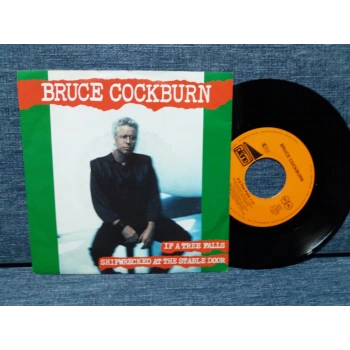 BRUCE COCKBURN
IF A TREE FALLS
SHIPWRECKED AT THE STABLE DOOR
BRUCE COCKBURN